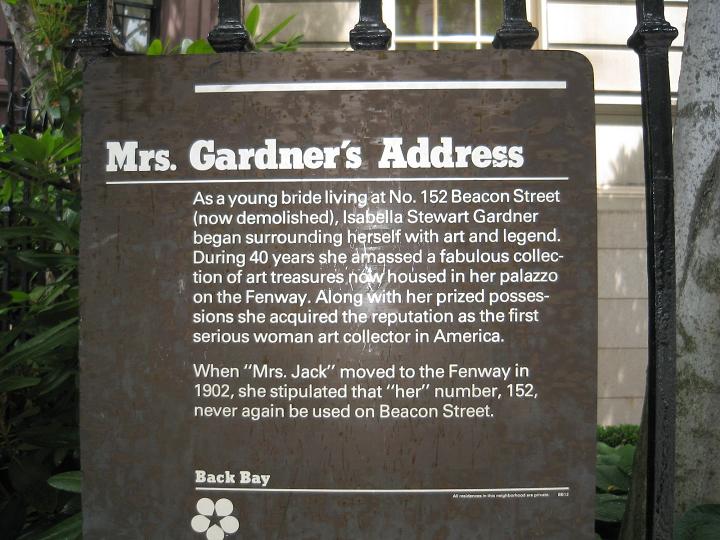 Mrs. Gardner's Address
As a young bride living at No. 152 Beacon Street
(now demolished), Isabella Stewart Gardner
began surrounding herself with art and legend.
During 40 years she amassed a fabulous collec-
tion of art treasures now housed in her palazzo
on the Fenway. Along with her prized posses-
sions she acquired the reputation as the first
serious woman art collector in America.
When "Mrs. Jack" moved to the Fenway in
1902, she stipulated that "her" number, 152,
never again be used on Beacon Street.
Back Bay
All residences in this neighborhood are private.